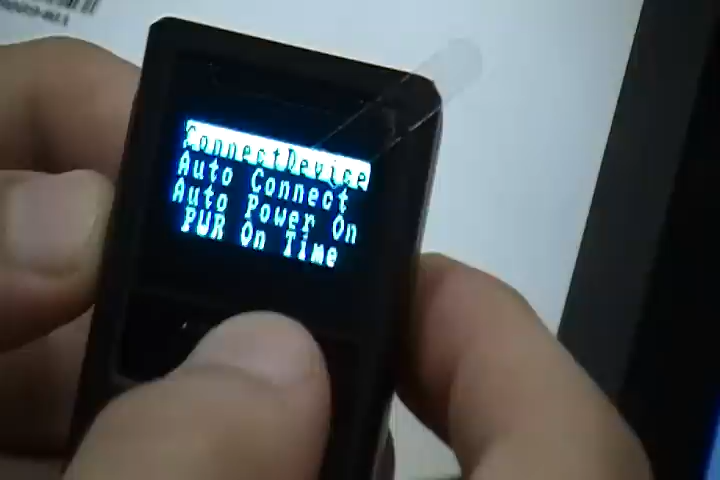 ConnectDevice
Auto Connect
Auto Power On
PWR On Time